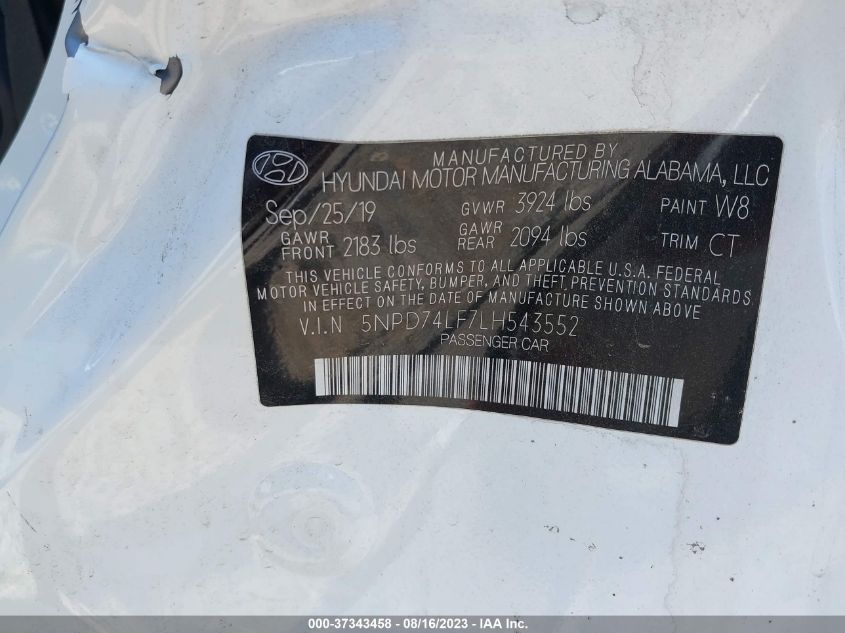 MANUFACTURED BY
HYUNDAI MOTOR MANUFACTURING ALABAMA, LLC
Sep/25/19 GVWR 3924 lbs PAINT W8
GAWR FRONT 2183 lbs GAWR REAR 2094 lbs TRIM CT
THIS VEHICLE CONFORMS TO ALL APPLICABLE U.S.A. FEDERAL
MOTOR VEHICLE SAFETY, BUMPER, AND THEFT PREVENTION STANDARDS
IN EFFECT ON THE DATE OF MANUFACTURE SHOWN ABOVE
V.I.N 5NPD74LF7LH543552
PASSENGER CAR
000-37343458 - 08/16/2023 - IAA Inc.